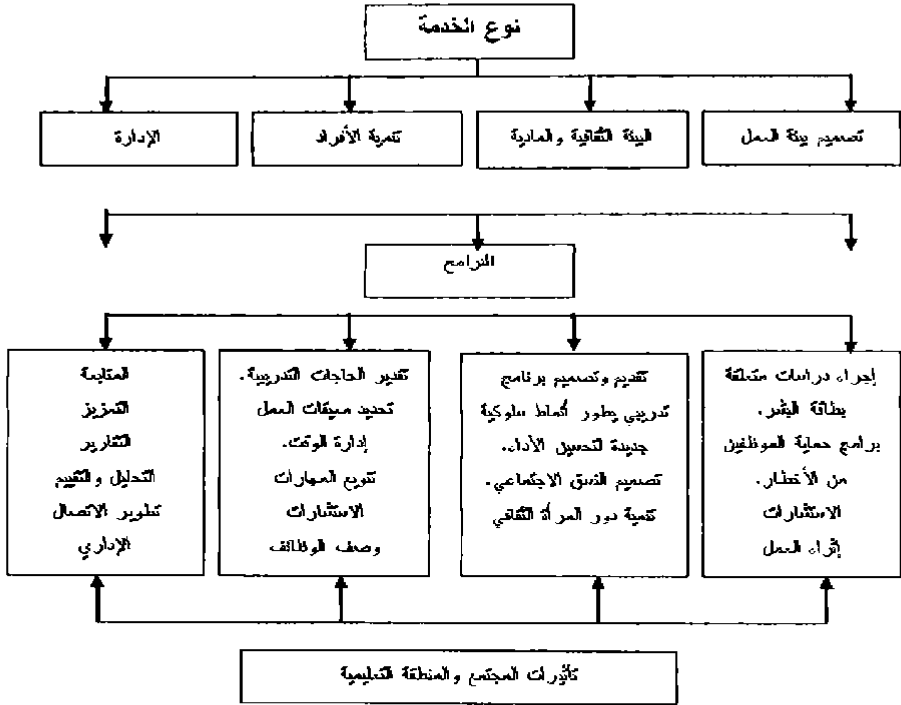 نوع الخدمة
تصميم بيئة العمل
البيئة الثقافية والمادية
تنمية الأفراد
الإدارة
البرامج
إجراء دراسات متعلقة
بطاقة البشر.
برامج حماية الموظفين
من الأخطار.
الاستشارات
إثراء العمل
تقديم وتصميم برنامج
تدريبي يطور أنماط سلوكية
جديدة لتحسين الأداء.
تصميم النسق الاجتماعي.
تنمية دور المرأة الثقافي
تقدير الحاجات التدريبية.
تحديد معيقات العمل
إدارة الوقت.
تنويع المهارات
الاستشارات
وصف الوظائف
المتابعة
التعزيز
التقارير
التحليل والتقييم
تطوير الاتصال
الإداري
تأثيرات المجتمع والمنطقة التعليمية